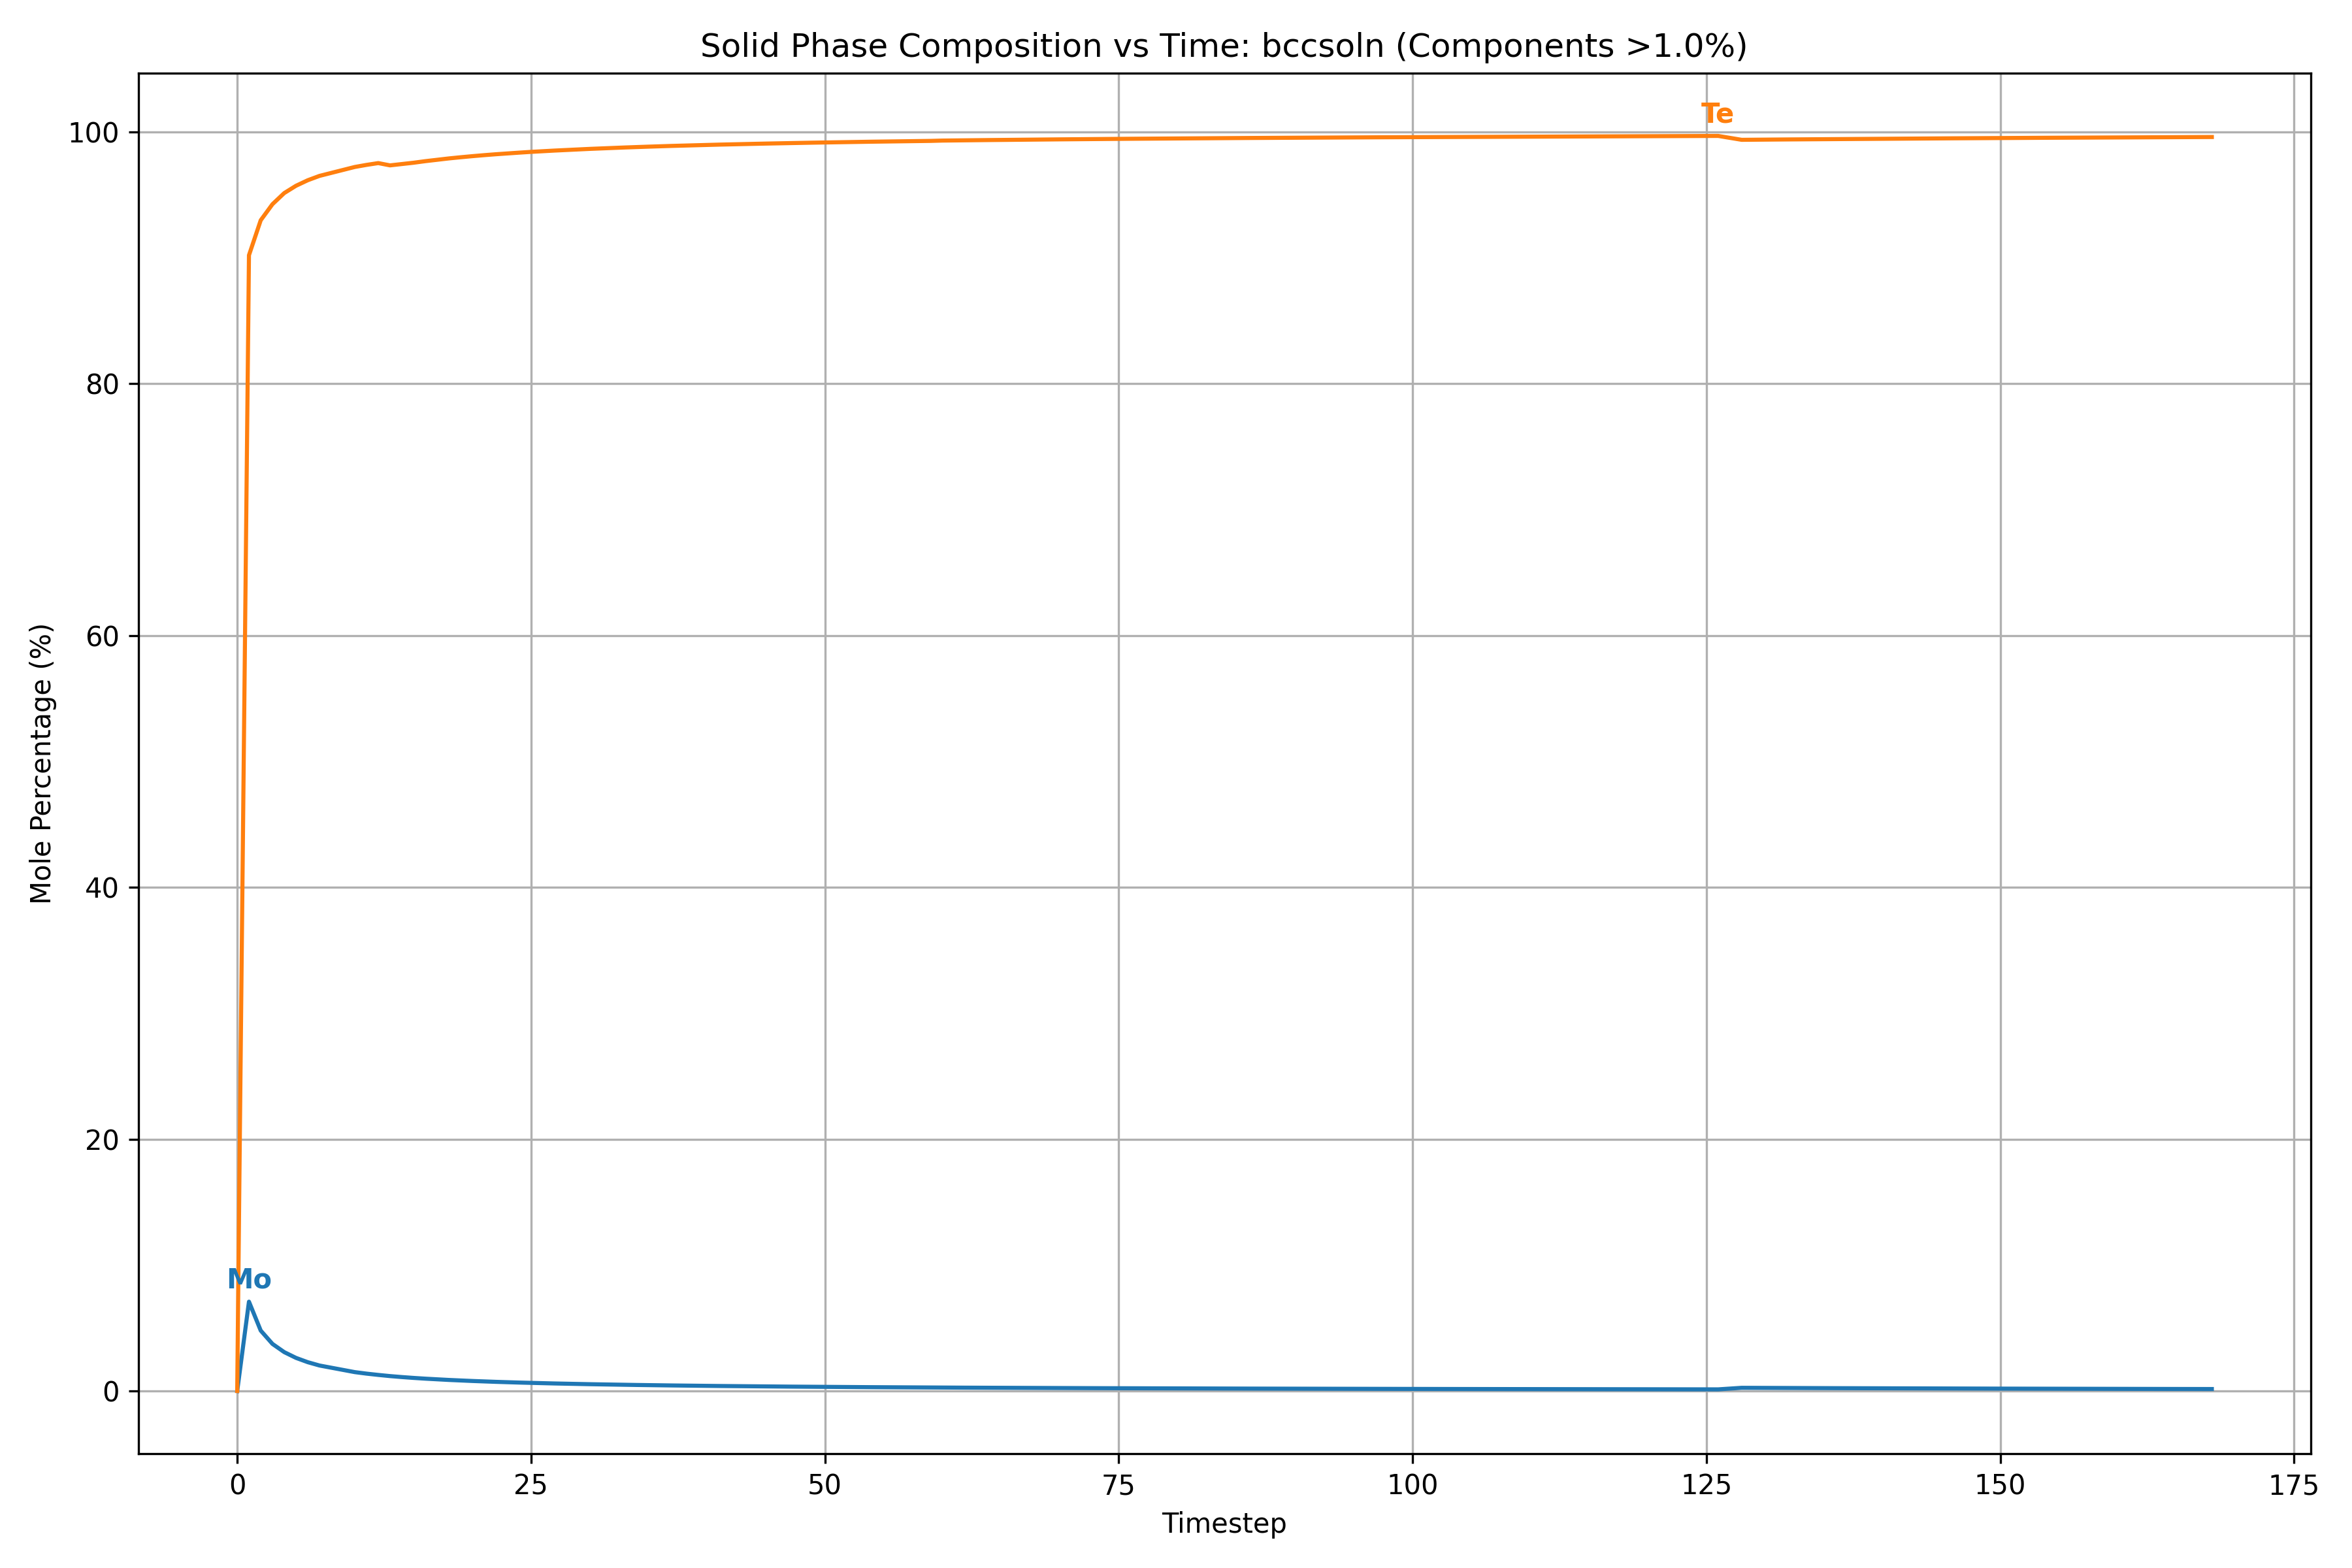 Solid Phase Composition vs Time: bccsoln (Components >1.0%)
Te
100
80
60
40
20
0
Mole Percentage (%)
Mo
0 25 50 75 100 125 150 175
Timestep